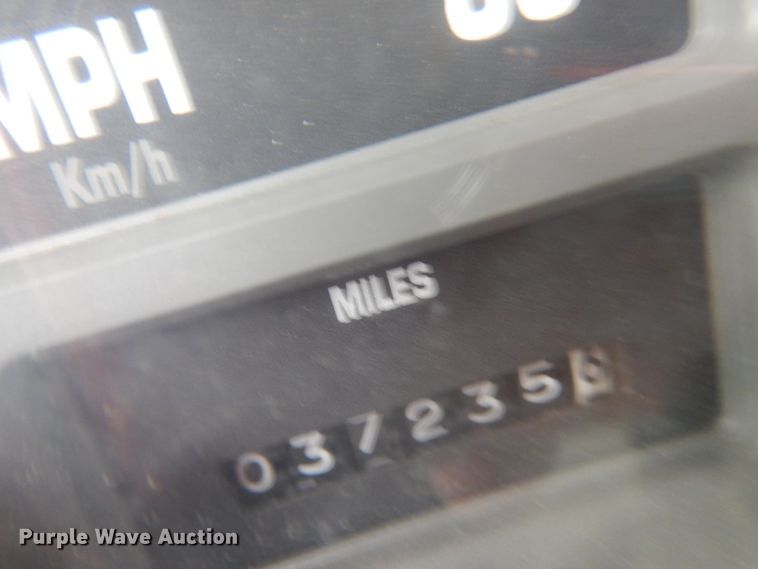 MPH
Km/h
MILES
037235
Purple Wave Auction